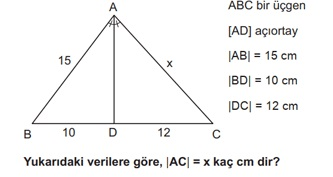 A
ABC bir üçgen
[AD] açıortay
|AB| = 15 cm
|BD| = 10 cm
|DC| = 12 cm
15
x
B
10
D
12
C
Yukarıdaki verilere göre, |AC| = x kaç cm dir?